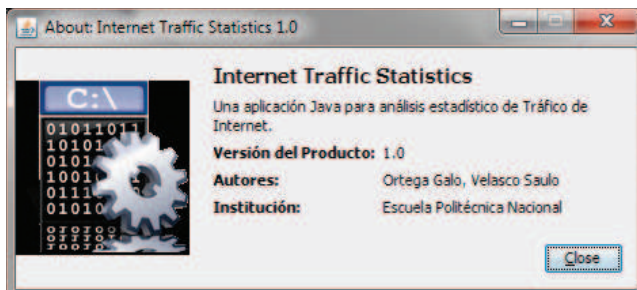 About: Internet Traffic Statistics 1.0
C:\
01011011
10101
0101
1001
0111
01010
Internet Traffic Statistics
Una aplicación Java para análisis estadístico de Tráfico de
Internet.
Versión del Producto: 1.0
Autores: Ortega Galo, Velasco Saulo
Institución: Escuela Politécnica Nacional
Close